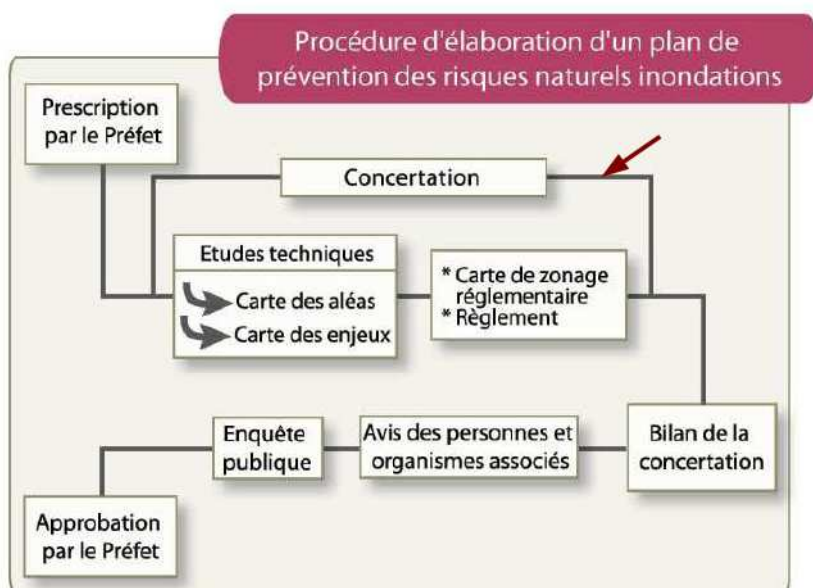 Procédure d'élaboration d'un plan de
prévention des risques naturels inondations
Prescription
par le Préfet
Concertation
Etudes techniques
Carte des aléas
Carte des enjeux
* Carte de zonage
réglementaire
* Règlement
Bilan de la
concertation
Avis des personnes et
organismes associés
Enquête
publique
Approbation
par le Préfet